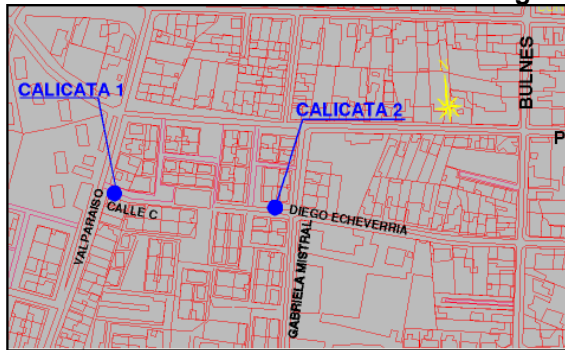 BULNES
CALICATA 1
CALICATA 2
P
VALPARAISO
CALLE C
DIEGO ECHEVERRIA
GABRIELA MISTRAL